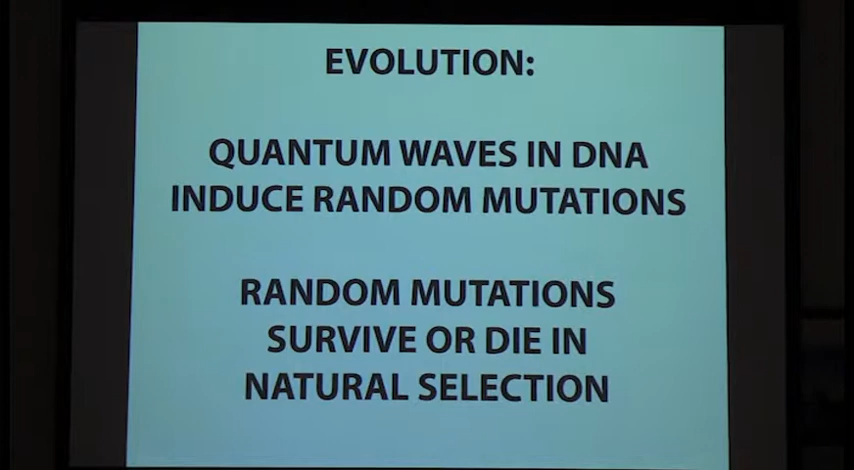 EVOLUTION:
QUANTUM WAVES IN DNA
INDUCE RANDOM MUTATIONS
RANDOM MUTATIONS
SURVIVE OR DIE IN
NATURAL SELECTION